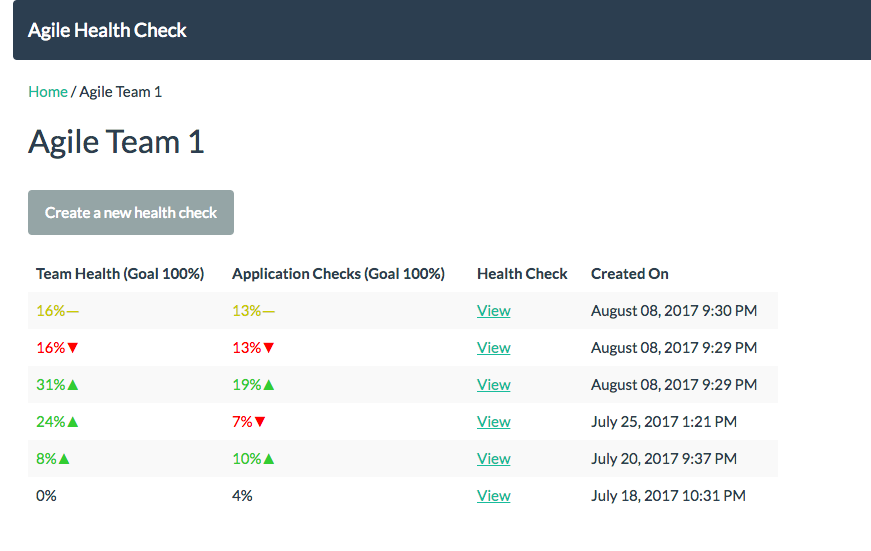 Agile Health Check
Home / Agile Team 1
Agile Team 1
Create a new health check
Team Health (Goal 100%) Application Checks (Goal 100%) Health Check Created On
16%— 13%— View August 08, 2017 9:30 PM
16%▼ 13%▼ View August 08, 2017 9:29 PM
31%▲ 19%▲ View August 08, 2017 9:29 PM
24%▲ 7%▼ View July 25, 2017 1:21 PM
8%▲ 10%▲ View July 20, 2017 9:37 PM
0% 4% View July 18, 2017 10:31 PM